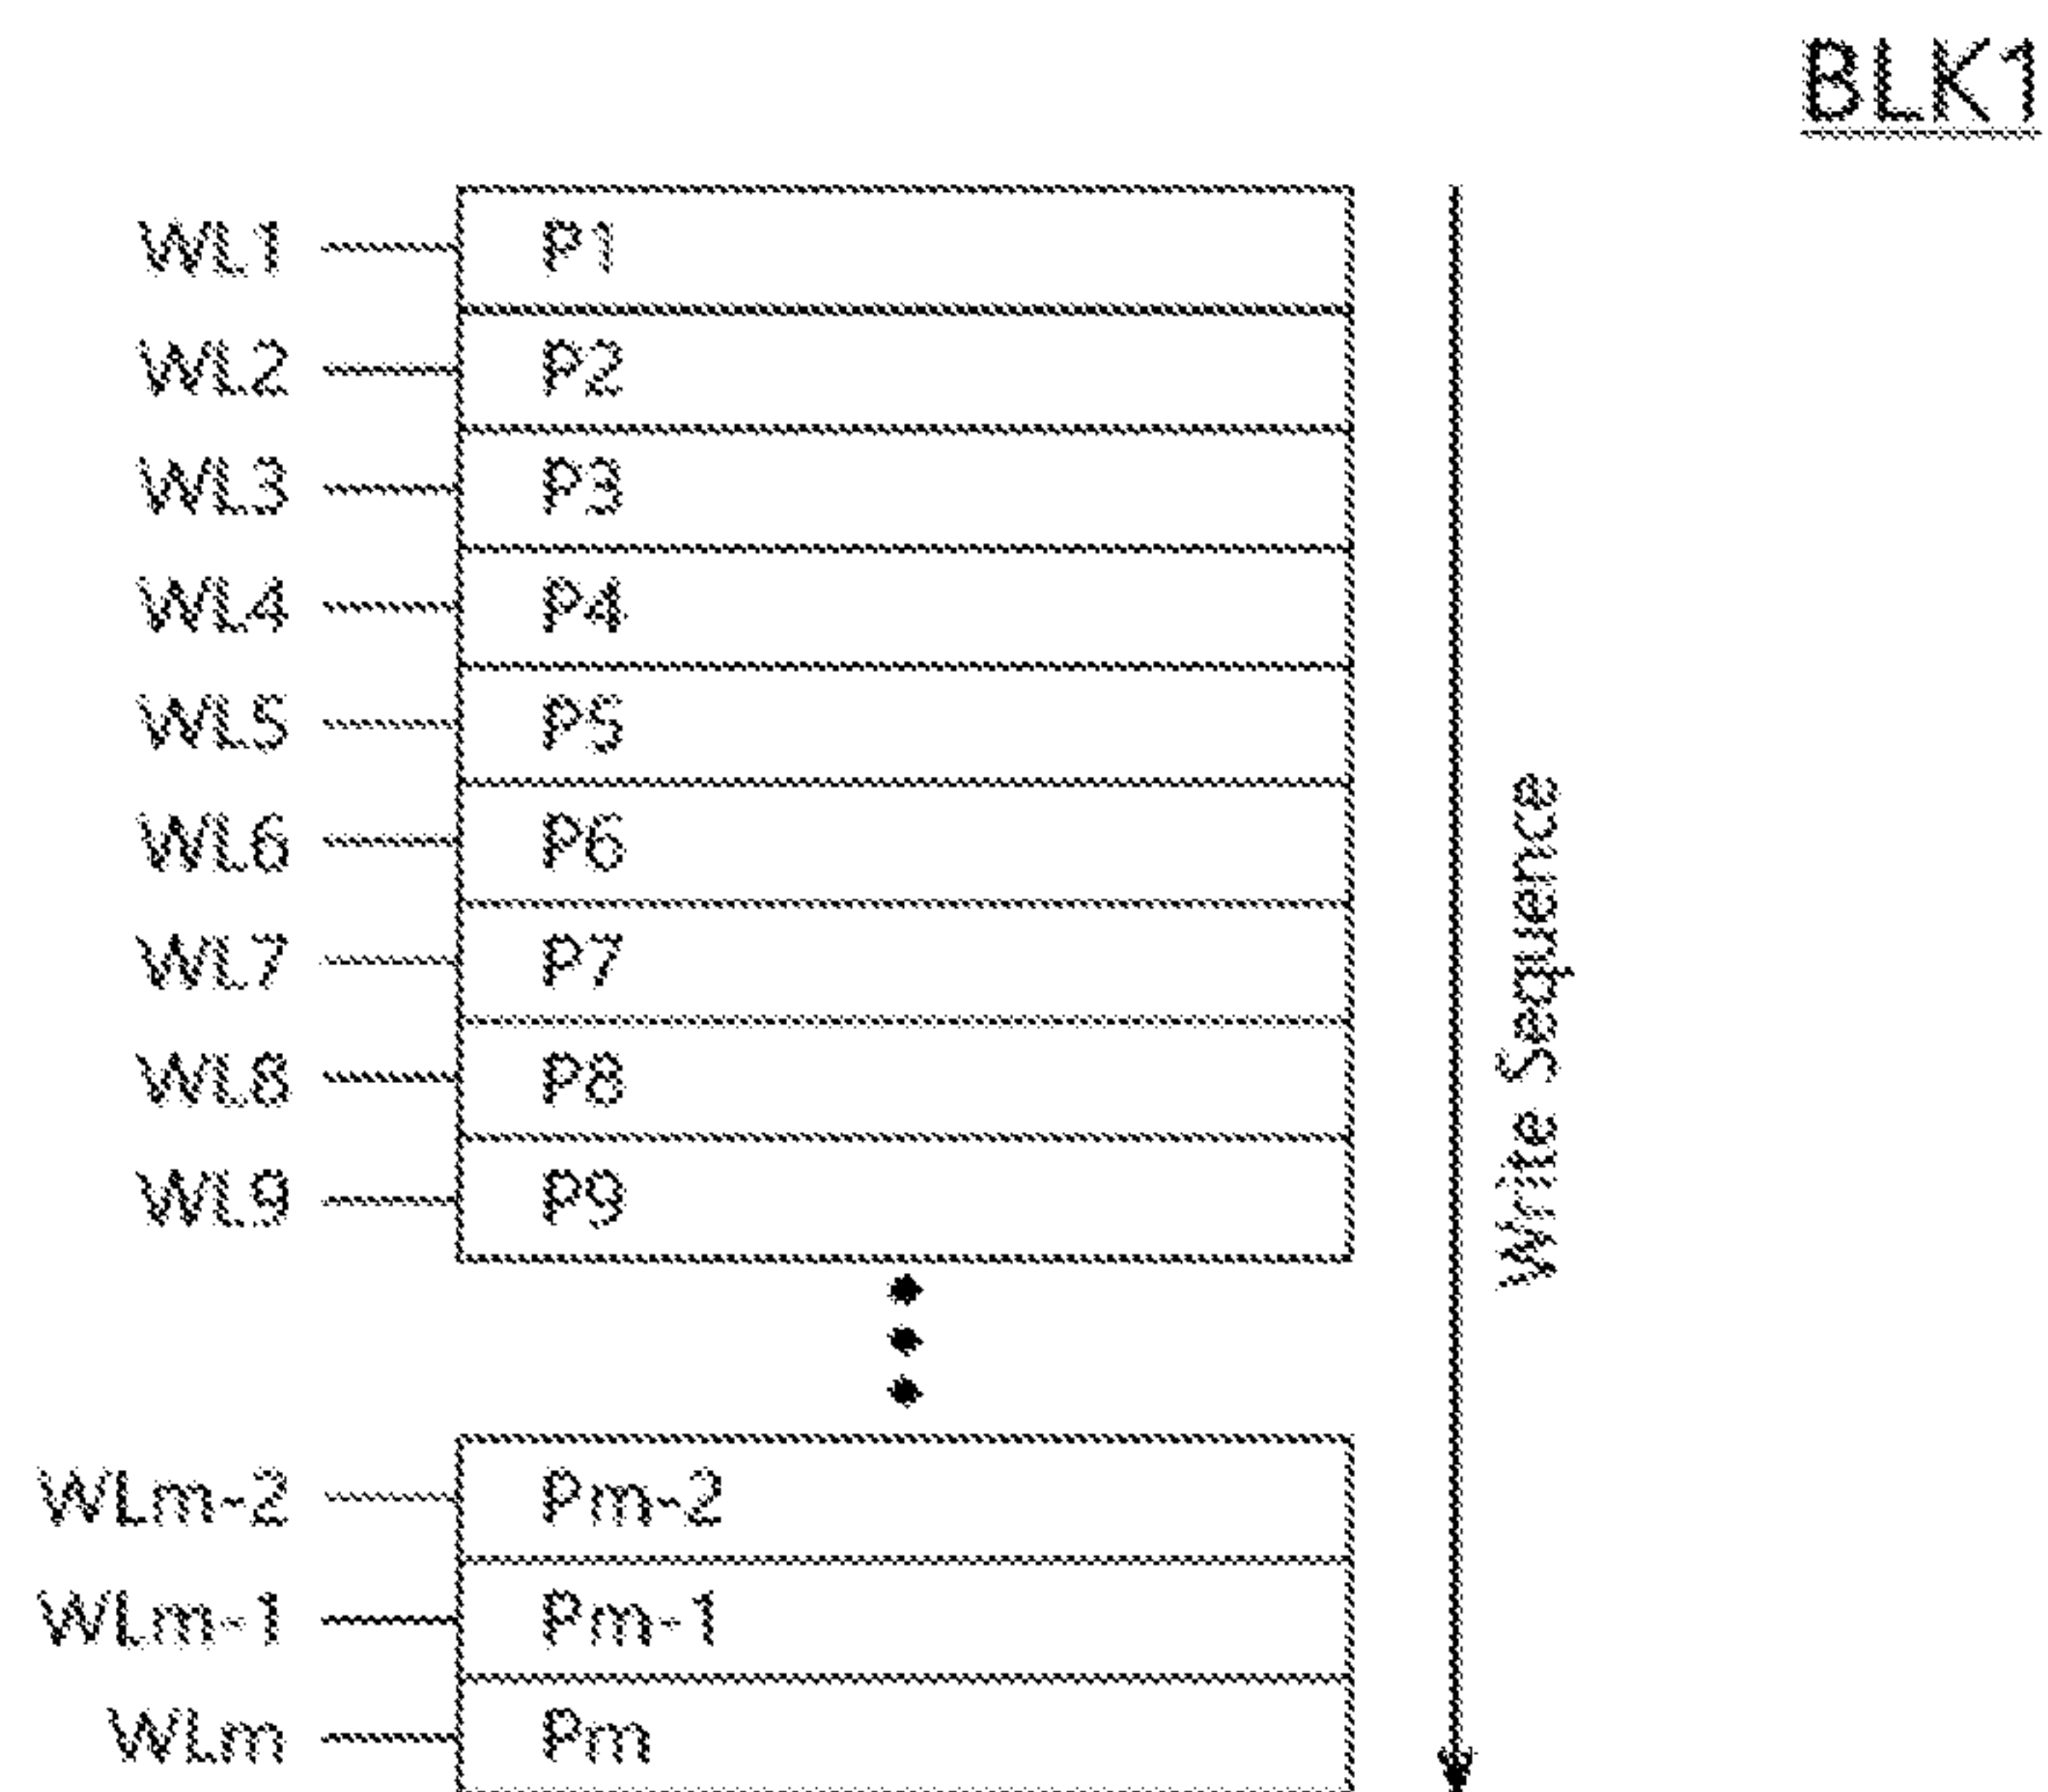 BLK1
WL1 P1
WL2 P2
WL3 P3
WL4 P4
WL5 P5
WL6 P6
WL7 P7
WL8 P8
WL9 P9
WLm-2 Pm-2
WLm-1 Pm-1
WLm Pm
Write Sequence